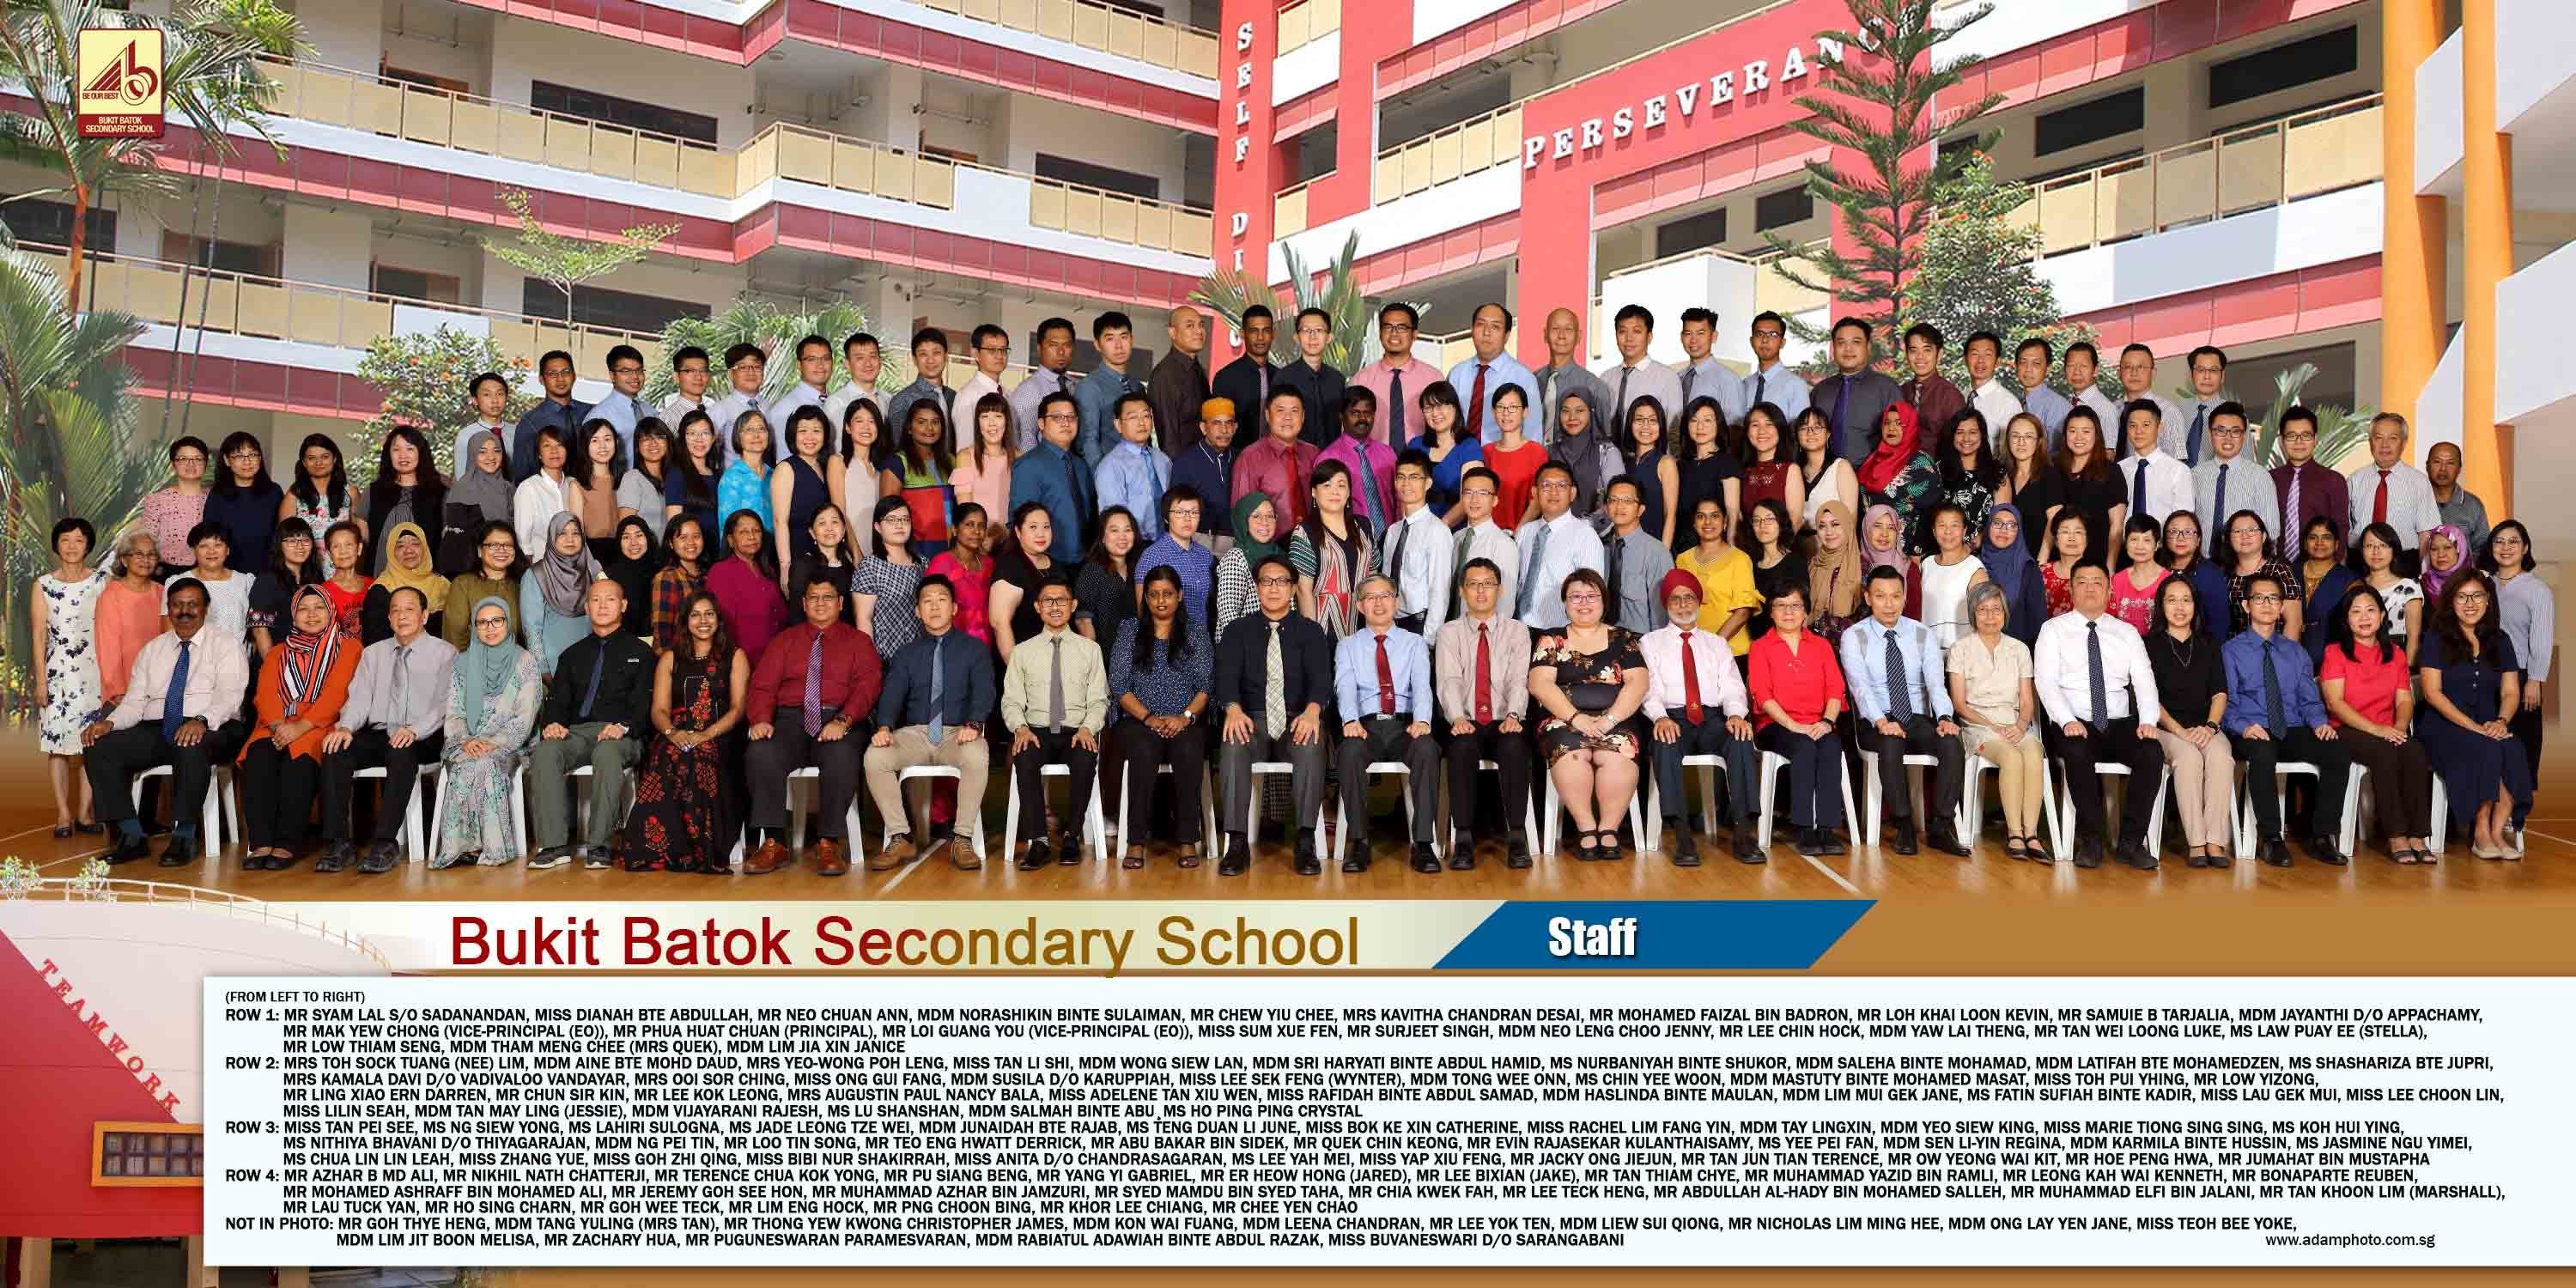 BE OUR BEST
BUKIT BATOK
SECONDARY SCHOOL
SELF DI
PERSEVERANC
TEAMWORK
Bukit Batok Secondary School
Staff
(FROM LEFT TO RIGHT)
ROW 1: MR SYAM LAL S/O SADANANDAN, MISS DIANAH BTE ABDULLAH, MR NEO CHUAN ANN, MDM NORASHIKIN BINTE SULAIMAN, MR CHEW YIU CHEE, MRS KAVITHA CHANDRAN DESAI, MR MOHAMED FAIZAL BIN BADRON, MR LOH KHAI LOON KEVIN, MR SAMUIE B TARJALIA, MDM JAYANTHI D/O APPACHAMY,
MR MAK YEW CHONG (VICE-PRINCIPAL (EO)), MR PHUA HUAT CHUAN (PRINCIPAL), MR LOI GUANG YOU (VICE-PRINCIPAL (EO)), MISS SUM XUE FEN, MR SURJEET SINGH, MDM NEO LENG CHOO JENNY, MR LEE CHIN HOCK, MDM YAW LAI THENG, MR TAN WEI LOONG LUKE, MS LAW PUAY EE (STELLA),
MR LOW THIAM SENG, MDM THAM MENG CHEE (MRS QUEK), MDM LIM JIA XIN JANICE
ROW 2: MRS TOH SOCK TUANG (NEE) LIM, MDM AINE BTE MOHD DAUD, MRS YEO-WONG POH LENG, MISS TAN LI SHI, MDM WONG SIEW LAN, MDM SRI HARYATI BINTE ABDUL HAMID, MS NURBANIYAH BINTE SHUKOR, MDM SALEHA BINTE MOHAMAD, MDM LATIFAH BTE MOHAMEDZEN, MS SHASHARIZA BTE JUPRI,
MRS KAMALA DAVI D/O VADIVALOO VANDAYAR, MRS OOI SOR CHING, MISS ONG GUI FANG, MDM SUSILA D/O KARUPPIAH, MISS LEE SEK FENG (WYNTER), MDM TONG WEE ONN, MS CHIN YEE WOON, MDM MASTUTY BINTE MOHAMED MASAT, MISS TOH PUI YHING, MR LOW YIZONG,
MR LING XIAO ERN DARREN, MR CHUN SIR KIN, MR LEE KOK LEONG, MRS AUGUSTIN PAUL NANCY BALA, MISS ADELENE TAN XIU WEN, MISS RAFIDAH BINTE ABDUL SAMAD, MDM HASLINDA BINTE MAULAN, MDM LIM MUI GEK JANE, MS FATIN SUFIAH BINTE KADIR, MISS LAU GEK MUI, MISS LEE CHOON LIN,
MISS LILIN SEAH, MDM TAN MAY LING (JESSIE), MDM VIJAYARANI RAJESH, MS LU SHANSHAN, MDM SALMAH BINTE ABU , MS HO PING PING CRYSTAL
ROW 3: MISS TAN PEI SEE, MS NG SIEW YONG, MS LAHIRI SULOGNA, MS JADE LEONG TZE WEI, MDM JUNAIDAH BTE RAJAB, MS TENG DUAN LI JUNE, MISS BOK KE XIN CATHERINE, MISS RACHEL LIM FANG YIN, MDM TAY LINGXIN, MDM YEO SIEW KING, MISS MARIE TIONG SING SING, MS KOH HUI YING,
MS NITHIYA BHAVANI D/O THIYAGARAJAN, MDM NG PEI TIN, MR LOO TIN SONG, MR TEO ENG HWATT DERRICK, MR ABU BAKAR BIN SIDEK, MR QUEK CHIN KEONG, MR EVIN RAJASEKAR KULANTHAISAMY, MS YEE PEI FAN, MDM SEN LI-YIN REGINA, MDM KARMILA BINTE HUSSIN, MS JASMINE NGU YIMEI,
MS CHUA LIN LIN LEAH, MISS ZHANG YUE, MISS GOH ZHI QING, MISS BIBI NUR SHAKIRRAH, MISS ANITA D/O CHANDRASAGARAN, MS LEE YAH MEI, MISS YAP XIU FENG, MR JACKY ONG JIEJUN, MR TAN JUN TIAN TERENCE, MR OW YEONG WAI KIT, MR HOE PENG HWA, MR JUMAHAT BIN MUSTAPHA
ROW 4: MR AZHAR B MD ALI, MR NIKHIL NATH CHATTERJI, MR TERENCE CHUA KOK YONG, MR PU SIANG BENG, MR YANG YI GABRIEL, MR ER HEOW HONG (JARED), MR LEE BIXIAN (JAKE), MR TAN THIAM CHYE, MR MUHAMMAD YAZID BIN RAMLI, MR LEONG KAH WAI KENNETH, MR BONAPARTE REUBEN,
MR MOHAMED ASHRAFF BIN MOHAMED ALI, MR JEREMY GOH SEE HON, MR MUHAMMAD AZHAR BIN JAMZURI, MR SYED MAMDU BIN SYED TAHA, MR CHIA KWEK FAH, MR LEE TECK HENG, MR ABDULLAH AL-HADY BIN MOHAMED SALLEH, MR MUHAMMAD ELFI BIN JALANI, MR TAN KHOON LIM (MARSHALL),
MR LAU TUCK YAN, MR HO SING CHARN, MR GOH WEE TECK, MR LIM ENG HOCK, MR PNG CHOON BING, MR KHOR LEE CHIANG, MR CHEE YEN CHAO
NOT IN PHOTO: MR GOH THYE HENG, MDM TANG YULING (MRS TAN), MR THONG YEW KWONG CHRISTOPHER JAMES, MDM KON WAI FUANG, MDM LEENA CHANDRAN, MR LEE YOK TEN, MDM LIEW SUI QIONG, MR NICHOLAS LIM MING HEE, MDM ONG LAY YEN JANE, MISS TEOH BEE YOKE,
MDM LIM JIT BOON MELISA, MR ZACHARY HUA, MR PUGUNESWARAN PARAMESVARAN, MDM RABIATUL ADAWIAH BINTE ABDUL RAZAK, MISS BUVANESWARI D/O SARANGABANI
www.adamphoto.com.sg